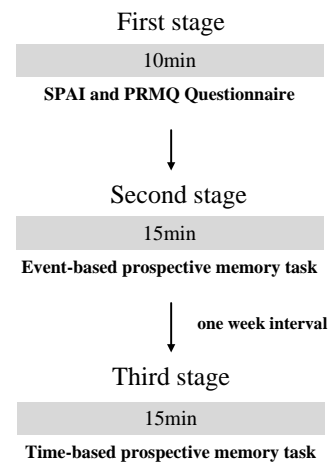 First stage
10min
SPAI and PRMQ Questionnaire
Second stage
15min
Event-based prospective memory task
one week interval
Third stage
15min
Time-based prospective memory task